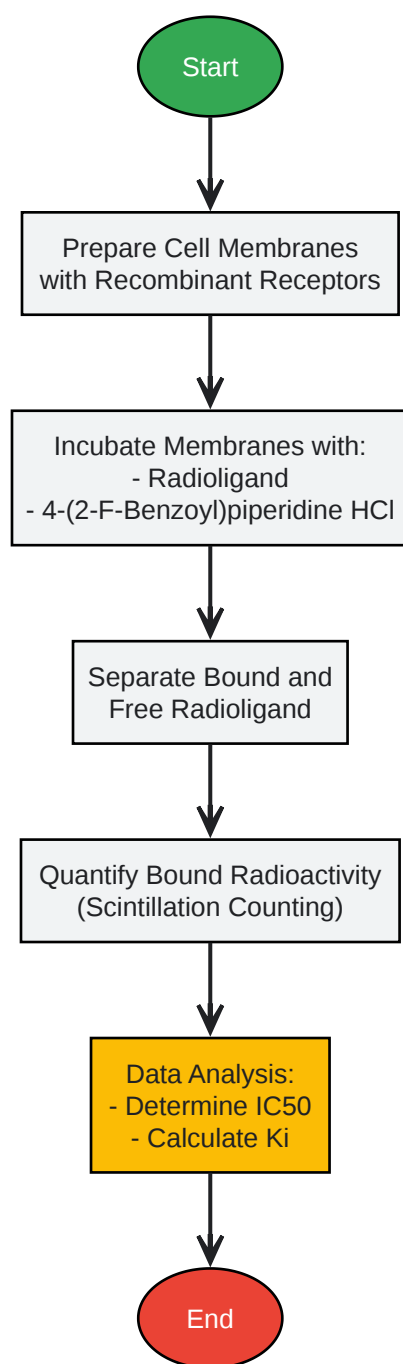 Start
Prepare Cell Membranes
with Recombinant Receptors
Incubate Membranes with:
- Radioligand
- 4-(2-F-Benzoyl)piperidine HCl
Separate Bound and
Free Radioligand
Quantify Bound Radioactivity
(Scintillation Counting)
Data Analysis:
- Determine IC50
- Calculate Ki
End